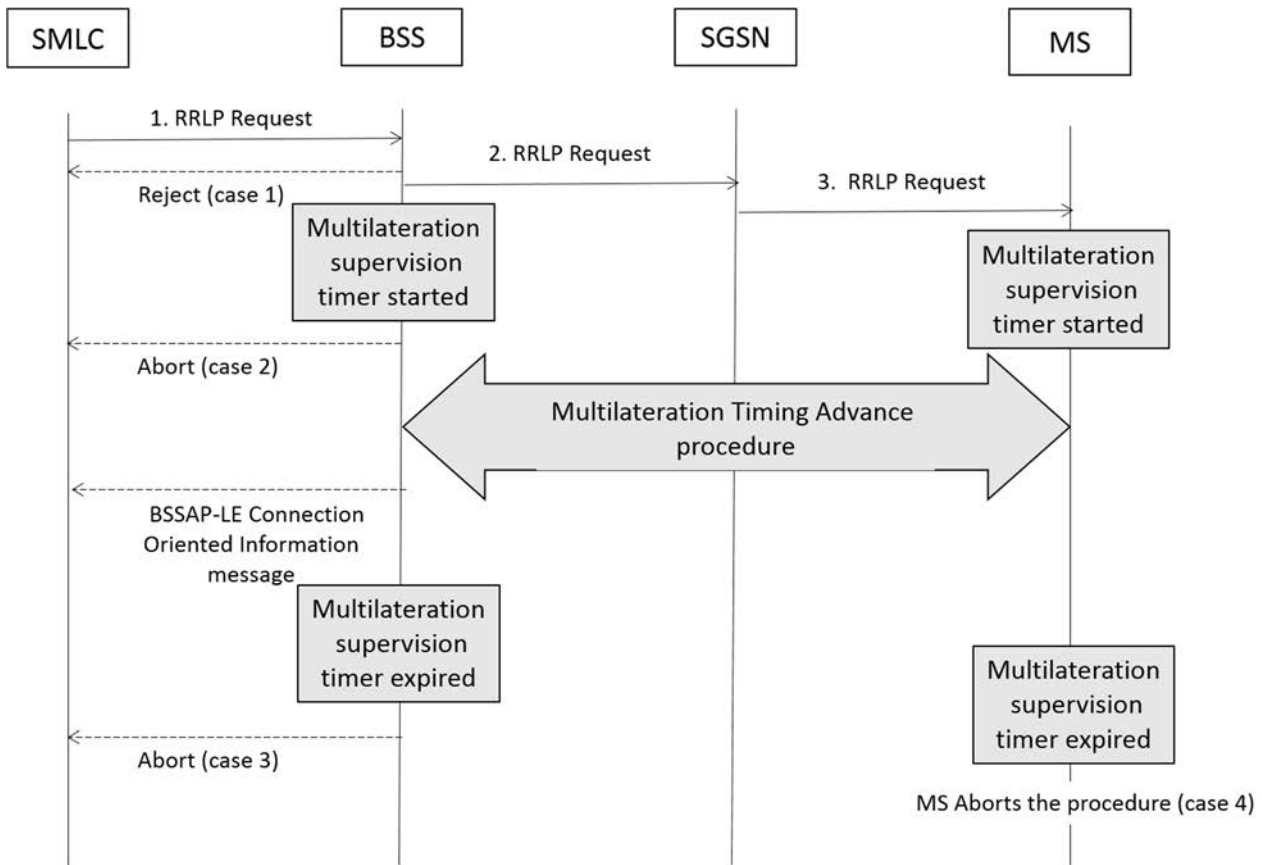 SMLC
BSS
SGSN
MS
1. RRLP Request
2. RRLP Request
3. RRLP Request
Reject (case 1)
Multilateration
supervision
timer started
Multilateration
supervision
timer started
Abort (case 2)
Multilateration Timing Advance
procedure
BSSAP-LE Connection
Oriented Information
message
Multilateration
supervision
timer expired
Multilateration
supervision
timer expired
Abort (case 3)
MS Aborts the procedure (case 4)